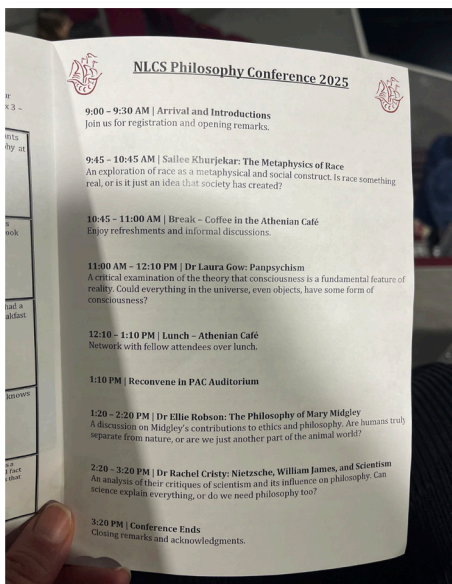 NLCS Philosophy Conference 2025
9:00 – 9:30 AM | Arrival and Introductions
Join us for registration and opening remarks.
9:45 – 10:45 AM | Sallee Khurjekar: The Metaphysics of Race
An exploration of race as a metaphysical and social construct. Is race something
real, or is it just an idea that society has created?
10:45 – 11:00 AM | Break – Coffee in the Athenian Café
Enjoy refreshments and informal discussions.
11:00 AM – 12:10 PM | Dr Laura Gow: Panpsychism
A critical examination of the theory that consciousness is a fundamental feature of
reality. Could everything in the universe, even objects, have some form of
consciousness?
12:10 – 1:10 PM | Lunch – Athenian Café
Network with fellow attendees over lunch.
1:10 PM | Reconvene in PAC Auditorium
1:20 – 2:20 PM | Dr Ellie Robson: The Philosophy of Mary Midgley
A discussion on Midgley's contributions to ethics and philosophy. Are humans truly
separate from nature, or are we just another part of the animal world?
2:20 – 3:20 PM | Dr Rachel Cristy: Nietzsche, William James, and Scientism
An analysis of their critiques of scientism and its influence on philosophy. Can
science explain everything, or do we need philosophy too?
3:20 PM | Conference Ends
Closing remarks and acknowledgments.
x 3 –
hy at
ook
had a
akfast
knows
s a
fact
that